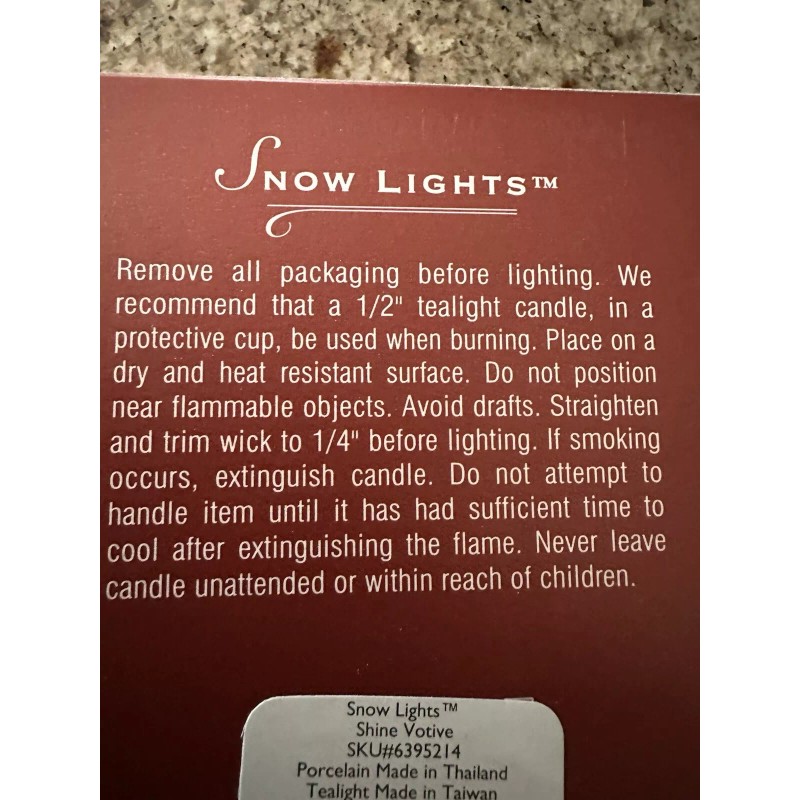 Snow Lights™
Remove all packaging before lighting. We
recommend that a 1/2" tealight candle, in a
protective cup, be used when burning. Place on a
dry and heat resistant surface. Do not position
near flammable objects. Avoid drafts. Straighten
and trim wick to 1/4" before lighting. If smoking
occurs, extinguish candle. Do not attempt to
handle item until it has had sufficient time to
cool after extinguishing the flame. Never leave
candle unattended or within reach of children.
Snow Lights™
Shine Votive
SKU#6395214
Porcelain Made in Thailand
Tealight Made in Taiwan